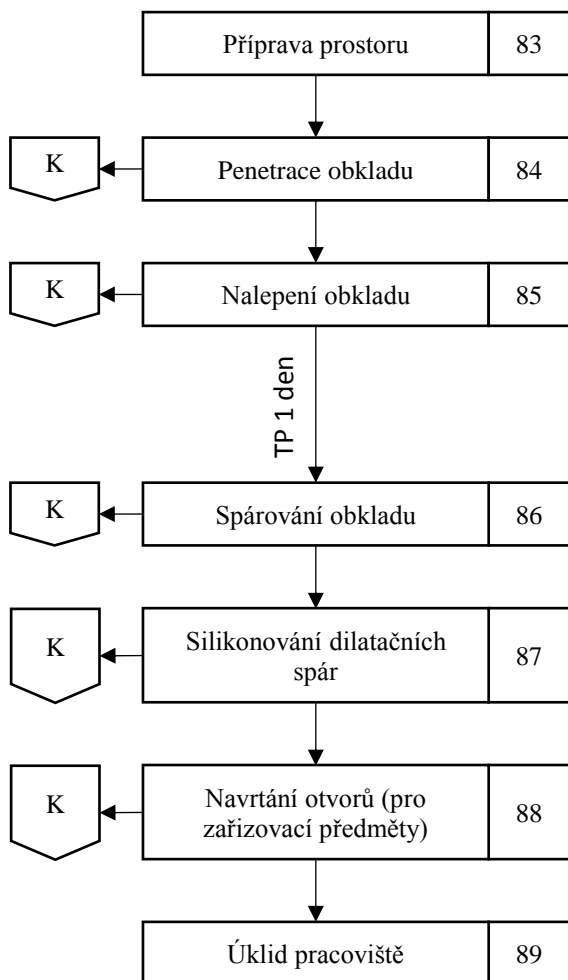 Příprava prostoru 83
K Penetrace obkladu 84
K Nalepení obkladu 85
TP 1 den
K Spárování obkladu 86
K Silikonování dilatačních
spár 87
K Navrtání otvorů (pro
zařizovací předměty) 88
Úklid pracoviště 89